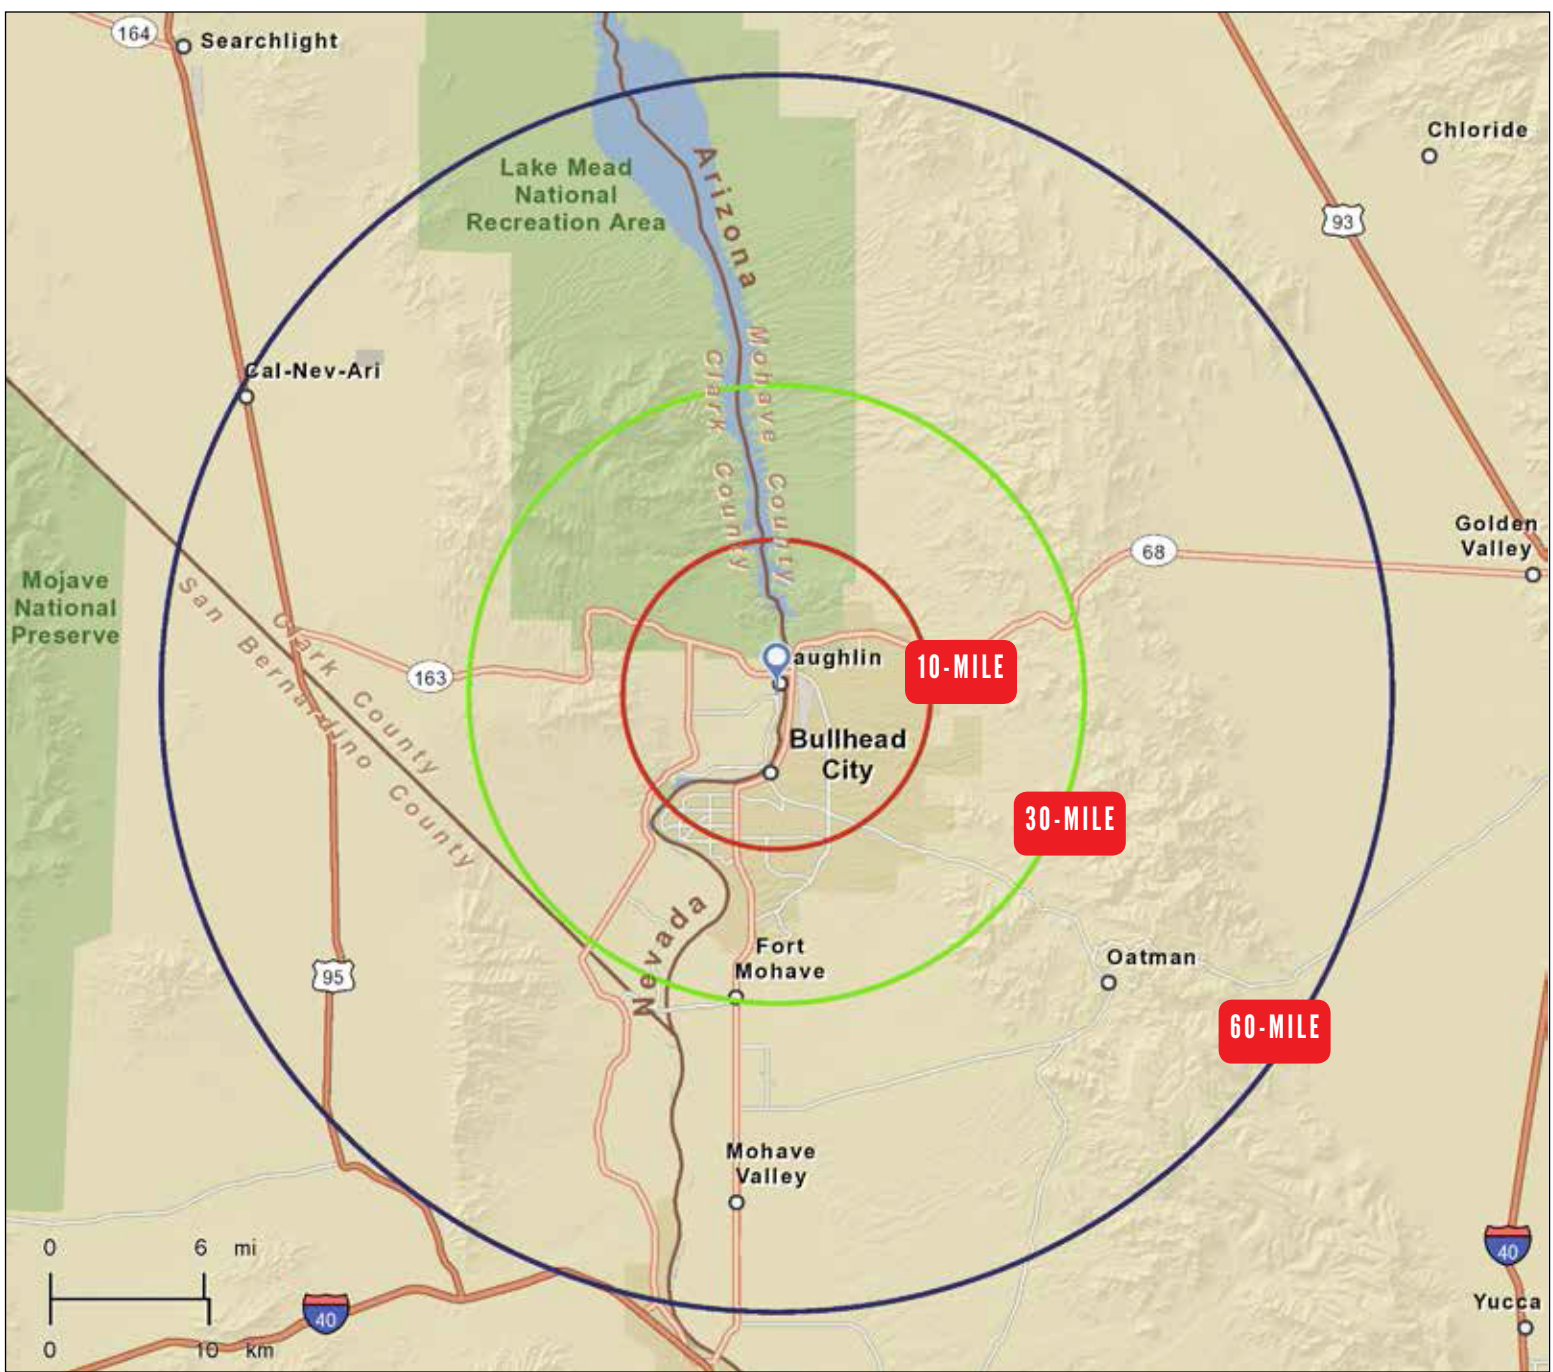 164
Searchlight
Chloride
Lake Mead
National
Recreation Area
Arizona
93
Mohave County
Clark County
Cal-Nev-Ari
Golden
Valley
68
Mojave
National
Preserve
San Bernardino County
Clark County
163
aughlin
10-MILE
Bullhead
City
30-MILE
Nevada
Fort
Mohave
Oatman
95
60-MILE
Mohave
Valley
0 6 mi
0 10 km
40
40
Yucca